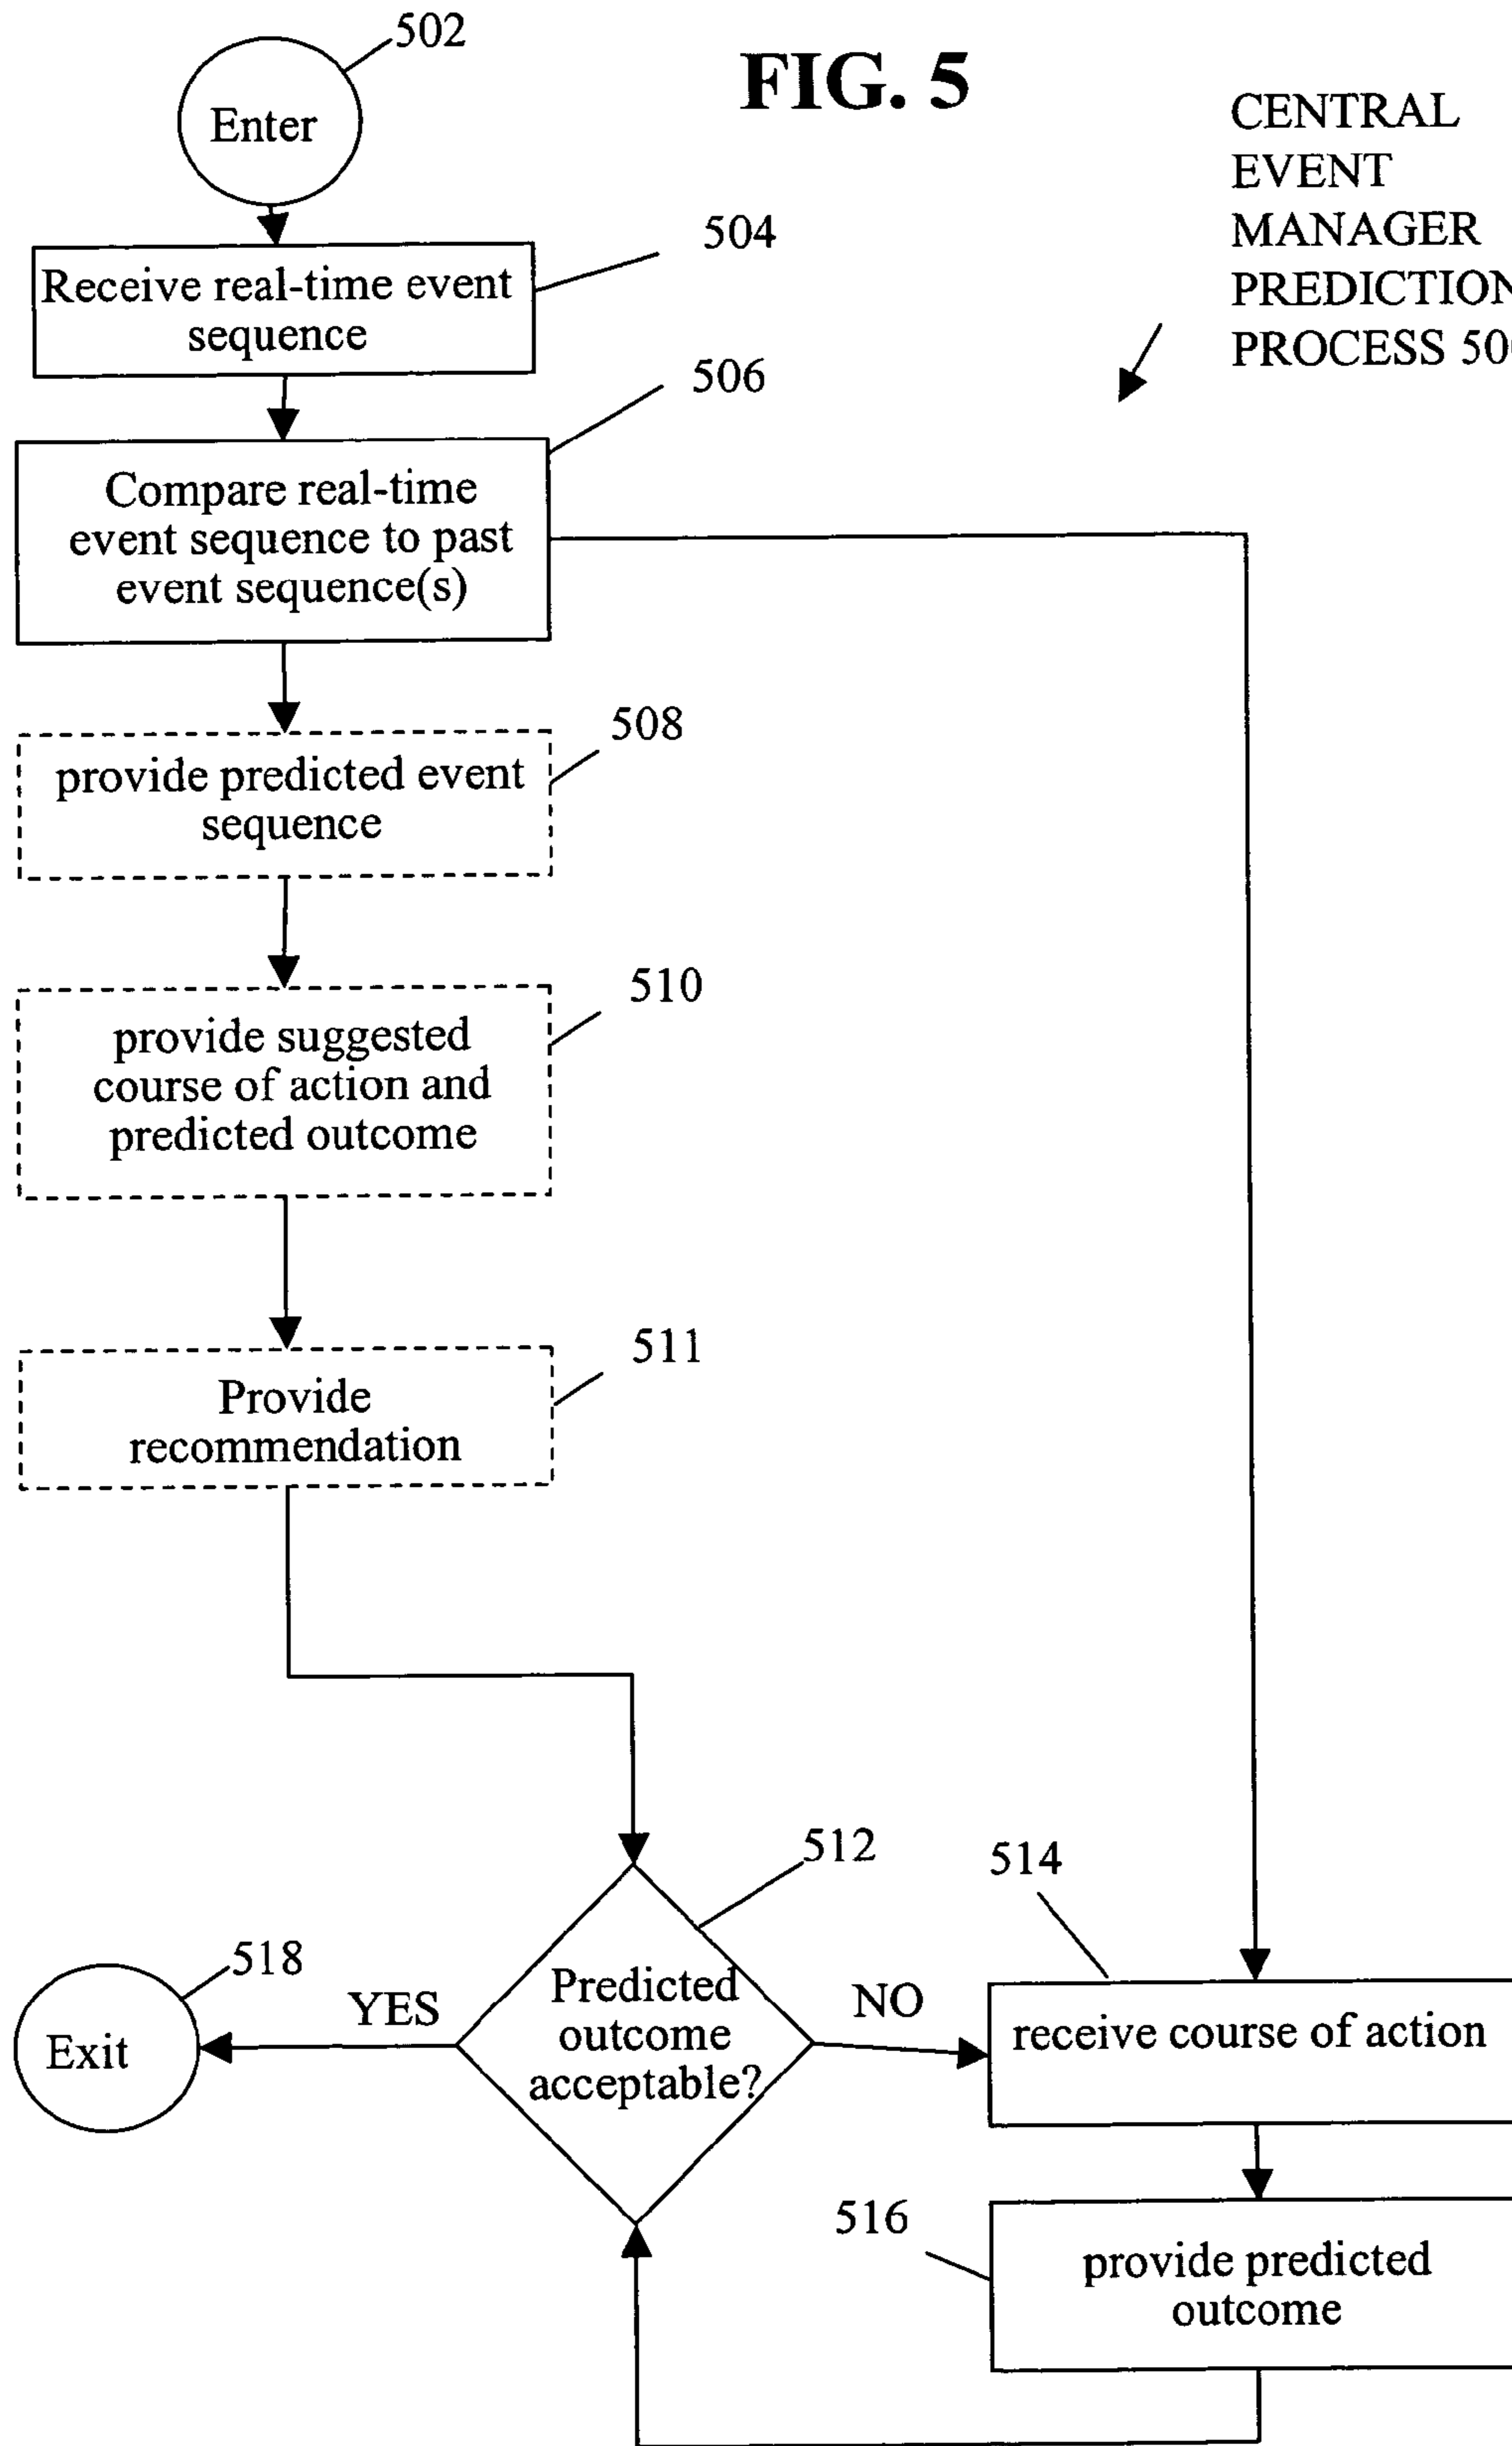 502
FIG. 5
Enter
CENTRAL
EVENT
MANAGER
PREDICTION
PROCESS 50
504
Receive real-time event
sequence
506
Compare real-time
event sequence to past
event sequence(s)
508
provide predicted event
sequence
510
provide suggested
course of action and
predicted outcome
511
Provide
recommendation
512
514
518
YES
Predicted
outcome
acceptable?
NO
Exit
receive course of action
516
provide predicted
outcome